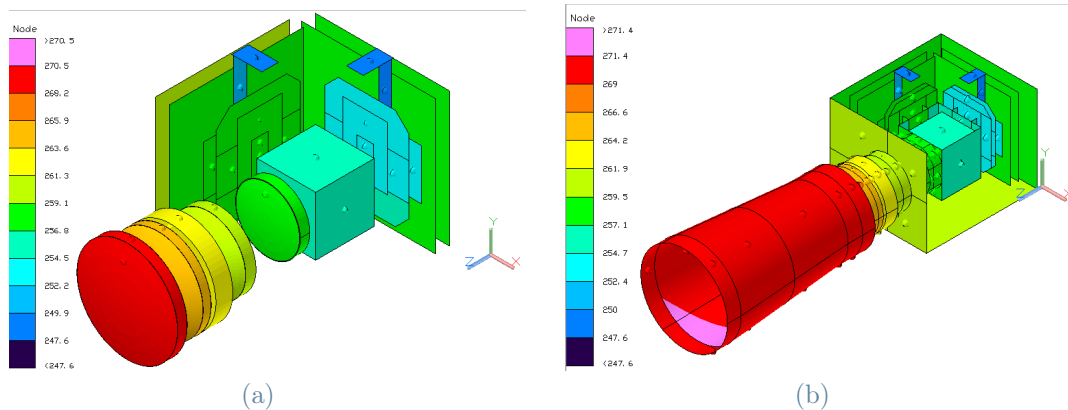 Node
>270.5
270.5
268.2
265.9
263.6
261.3
259.1
256.8
254.5
252.2
249.9
247.6
<247.6
Y
Z
X
(a)
Node
>271.4
271.4
269
266.6
264.2
261.9
259.5
257.1
254.7
252.4
250
247.6
<247.6
Y
Z
X
(b)